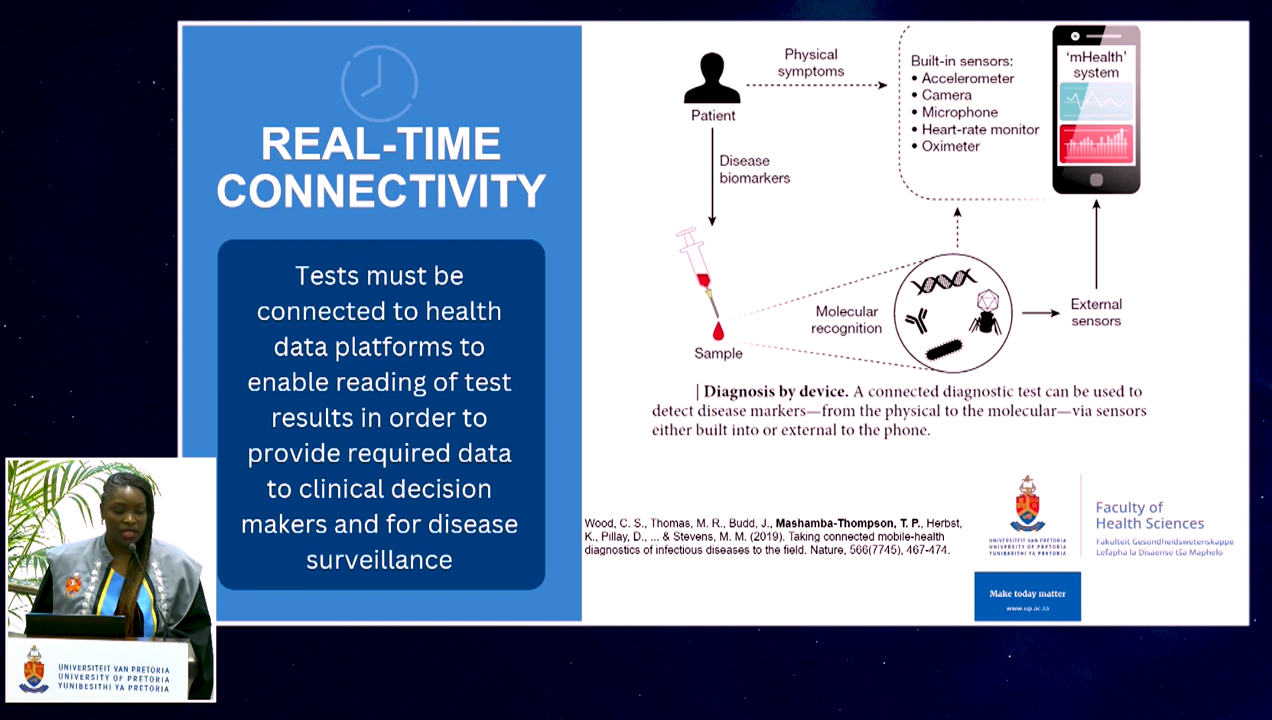 REAL-TIME
CONNECTIVITY
Tests must be
connected to health
data platforms to
enable reading of test
results in order to
provide required data
to clinical decision
makers and for disease
surveillance
Physical
symptoms
Patient
Disease
biomarkers
Built-in sensors:
• Accelerometer
• Camera
• Microphone
• Heart-rate monitor
• Oximeter
'mHealth'
system
Sample
Molecular
recognition
External
sensors
| Diagnosis by device. A connected diagnostic test can be used to
detect disease markers—from the physical to the molecular—via sensors
either built into or external to the phone.
Wood, C. S., Thomas, M. R., Budd, J., Mashamba-Thompson, T. P., Herbst,
K., Pillay, D., ... & Stevens, M. M. (2019). Taking connected mobile-health
diagnostics of infectious diseases to the field. Nature, 566(7745), 467-474.
UNIVERSITEIT VAN PRETORIA
UNIVERSITY OF PRETORIA
YUNIBESITHI YA PRETORIA
Faculty of
Health Sciences
Fakulteit Gesondheidswetenskappe
Lefapha la Disaense tša Maphelo
Make today matter
www.up.ac.za
UNIVERSITEIT VAN PRETORIA
UNIVERSITY OF PRETORIA
YUNIBESITHI YA PRETORIA